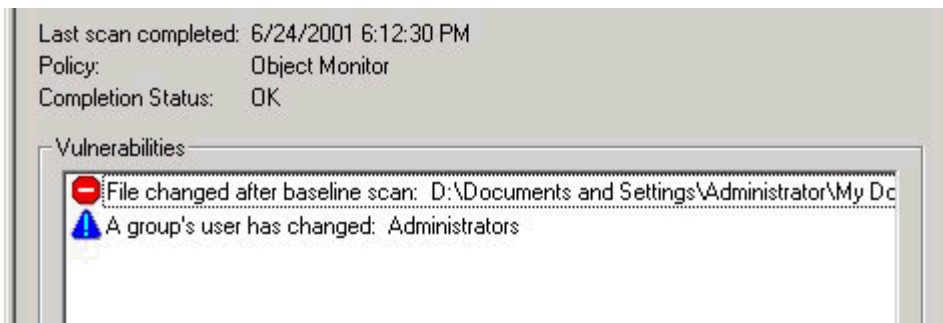 Last scan completed: 6/24/2001 6:12:30 PM
Policy: Object Monitor
Completion Status: OK
Vulnerabilities
File changed after baseline scan: D:\Documents and Settings\Administrator\My Dc
A group's user has changed: Administrators